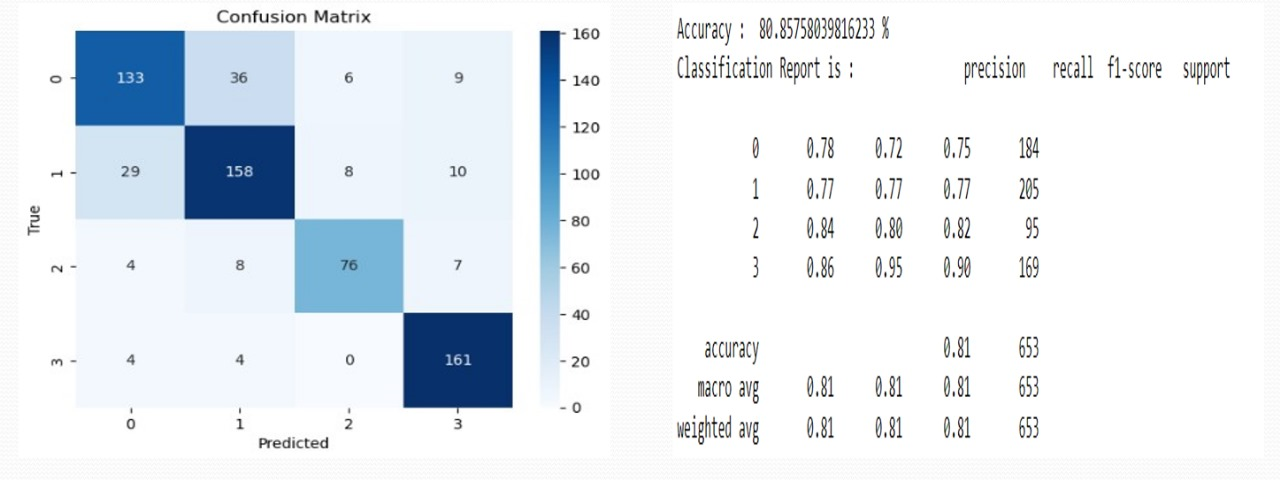 Confusion Matrix
0 133 36 6 9
1 29 158 8 10
2 4 8 76 7
3 4 4 0 161
0 1 2 3
True
Predicted
160
140
120
100
80
60
40
20
0
Accuracy : 80.85758039816233 %
Classification Report is : precision recall f1-score support
0 0.78 0.72 0.75 184
1 0.77 0.77 0.77 205
2 0.84 0.80 0.82 95
3 0.86 0.95 0.90 169
accuracy 0.81 653
macro avg 0.81 0.81 0.81 653
weighted avg 0.81 0.81 0.81 653